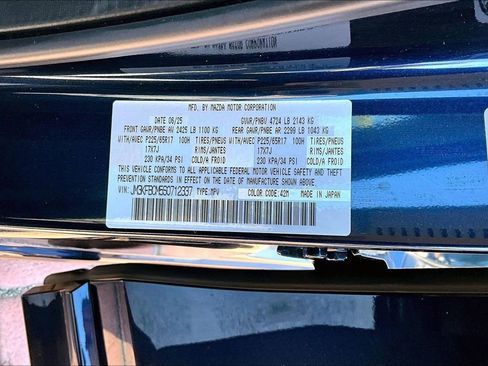 MFD. BY MAZDA MOTOR CORPORATION
DATE 06/25 GVWR/PNBV 4724 LB 2143 KG
FRONT GAWR/PNBE AV 2425 LB 1100 KG REAR GAWR/PNBE AR 2299 LB 1043 KG
WITH/AVEC P225/65R17 100H TIRES/PNEUS WITH/AVEC P225/65R17 100H TIRES/PNEUS
17X7J RIMS/JANTES 17X7J RIMS/JANTES
230 KPA/34 PSI COLD/A FROID 230 KPA/34 PSI COLD/A FROID
THIS VEHICLE CONFORMS TO ALL APPLICABLE FEDERAL MOTOR VEHICLE SAFETY AND THEFT
PREVENTION STANDARDS IN EFFECT ON THE DATE OF MANUFACTURE SHOWN ABOVE.
VIN: TYPE:MPV COLOR CODE:42M MADE IN JAPAN